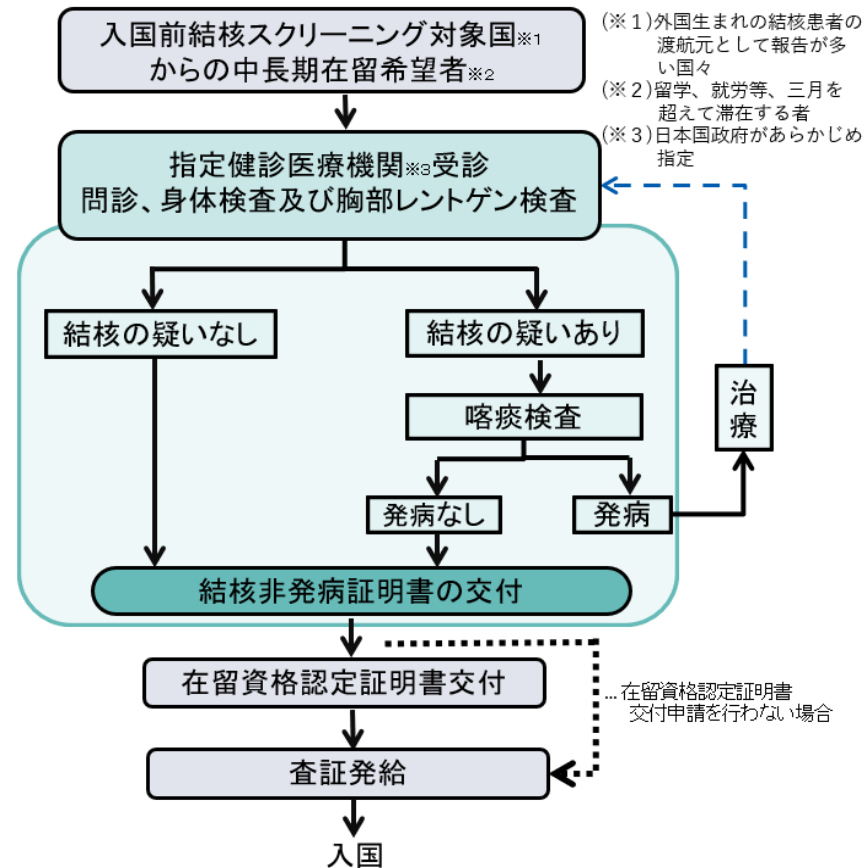 入国前結核スクリーニング対象国※1
からの中長期在留希望者※2
(※1)外国生まれの結核患者の
渡航元として報告が多
い国々
(※2)留学、就労等、三月を
超えて滞在する者
(※3)日本国政府があらかじめ
指定
指定健診医療機関※3受診
問診、身体検査及び胸部レントゲン検査
結核の疑いなし
結核の疑いあり
喀痰検査
治
療
発病なし
発病
結核非発病証明書の交付
在留資格認定証明書交付
…在留資格認定証明書
交付申請を行わない場合
査証発給
入国